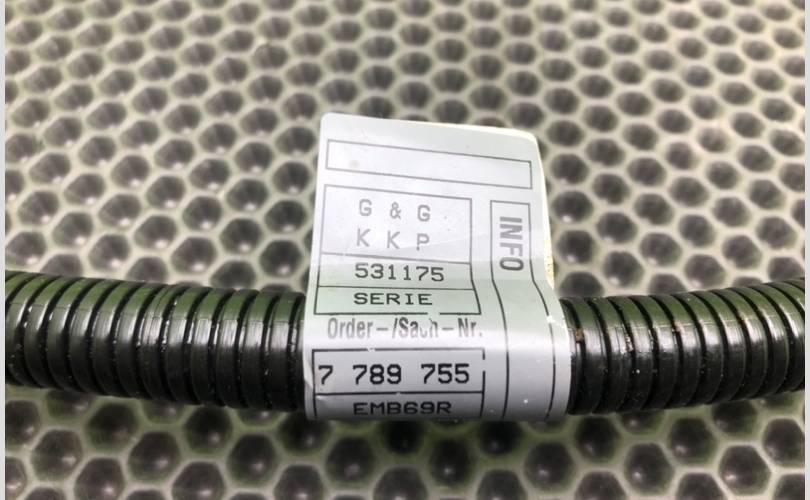 G & G
K K P
531175
SERIE
INFO
Order-/Sach-Nr.
7 789 755
EMB69R